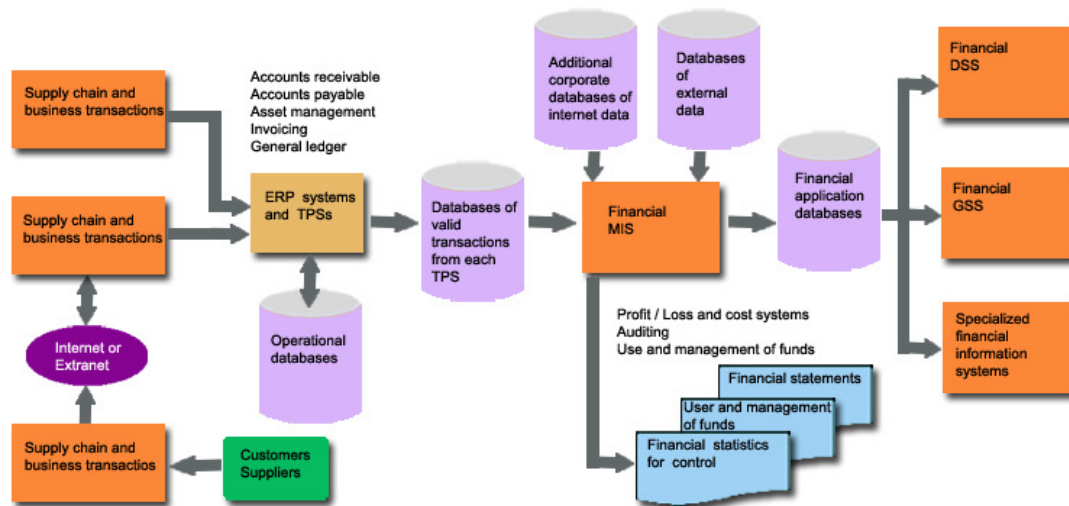 Supply chain and
business transactions
Accounts receivable
Accounts payable
Asset management
Invoicing
General ledger
Additional
corporate
databases of
internet data
Databases
of
external
data
Financial
DSS
Supply chain and
business transactions
ERP systems
and TPSs
Databases of
valid
transactions
from each
TPS
Financial
MIS
Financial
application
databases
Financial
GSS
Internet or
Extranet
Operational
databases
Profit / Loss and cost systems
Auditing
Use and management of funds
Specialized
financial
information
systems
Financial statements
User and management
of funds
Financial statistics
for control
Supply chain and
business transactios
Customers
Suppliers